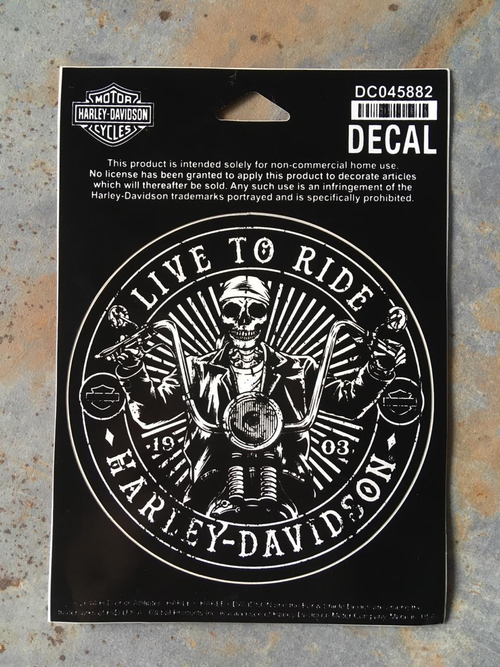 MOTOR
HARLEY-DAVIDSON
CYCLES
DC045882
DECAL
This product is intended solely for non-commercial home use.
No license has been granted to apply this product to decorate articles
which will thereafter be sold. Any such use is an infringement of the
Harley-Davidson trademarks portrayed and is specifically prohibited.
LIVE TO RIDE
19 03
HARLEY-DAVIDSON